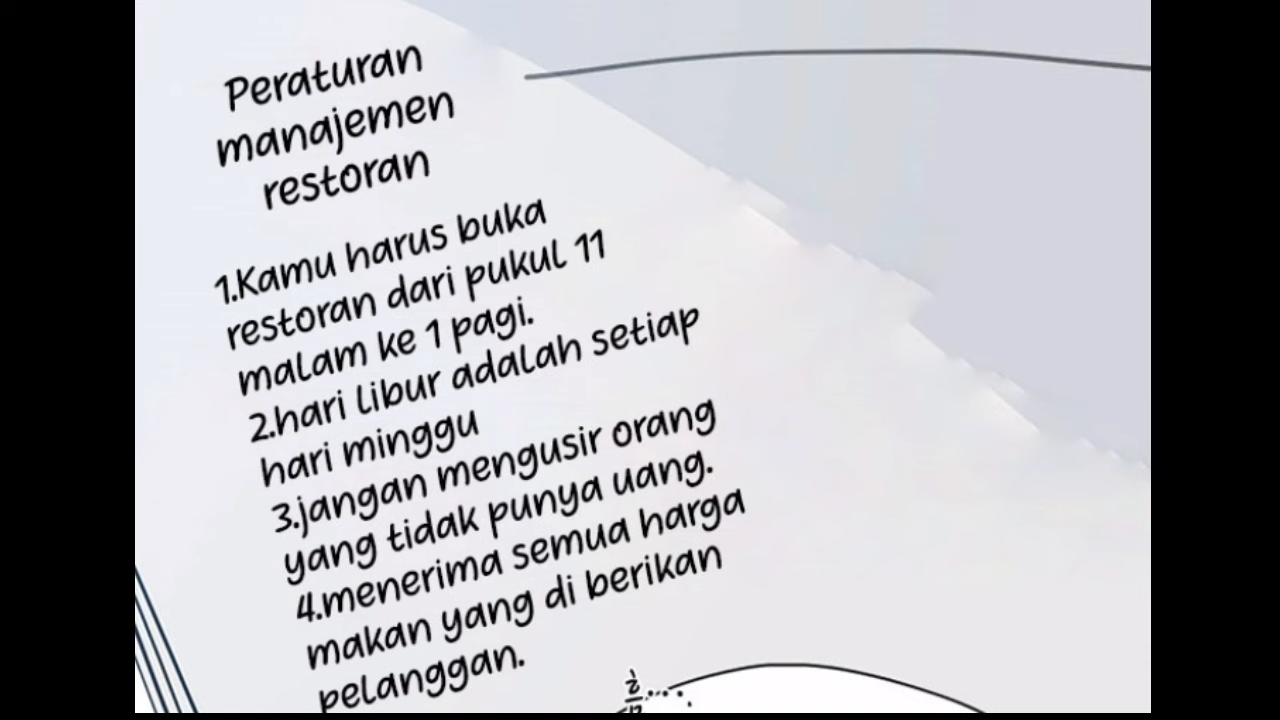 Peraturan
manajemen
restoran
1.Kamu harus buka
restoran dari pukul 11
malam ke 1 pagi.
2.hari libur adalah setiap
hari minggu
3.jangan mengusir orang
yang tidak punya uang.
4.menerima semua harga
makan yang di berikan
pelanggan.